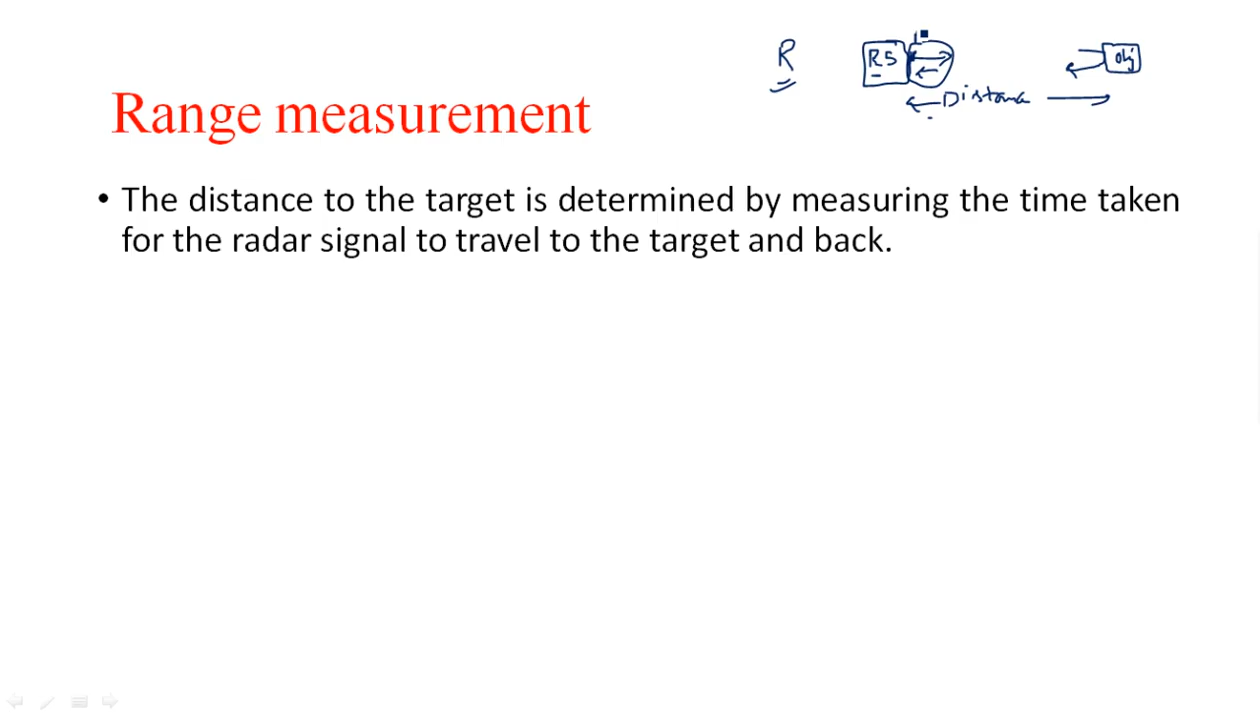 R
RS
Obj
Distana
Range measurement
• The distance to the target is determined by measuring the time taken
for the radar signal to travel to the target and back.